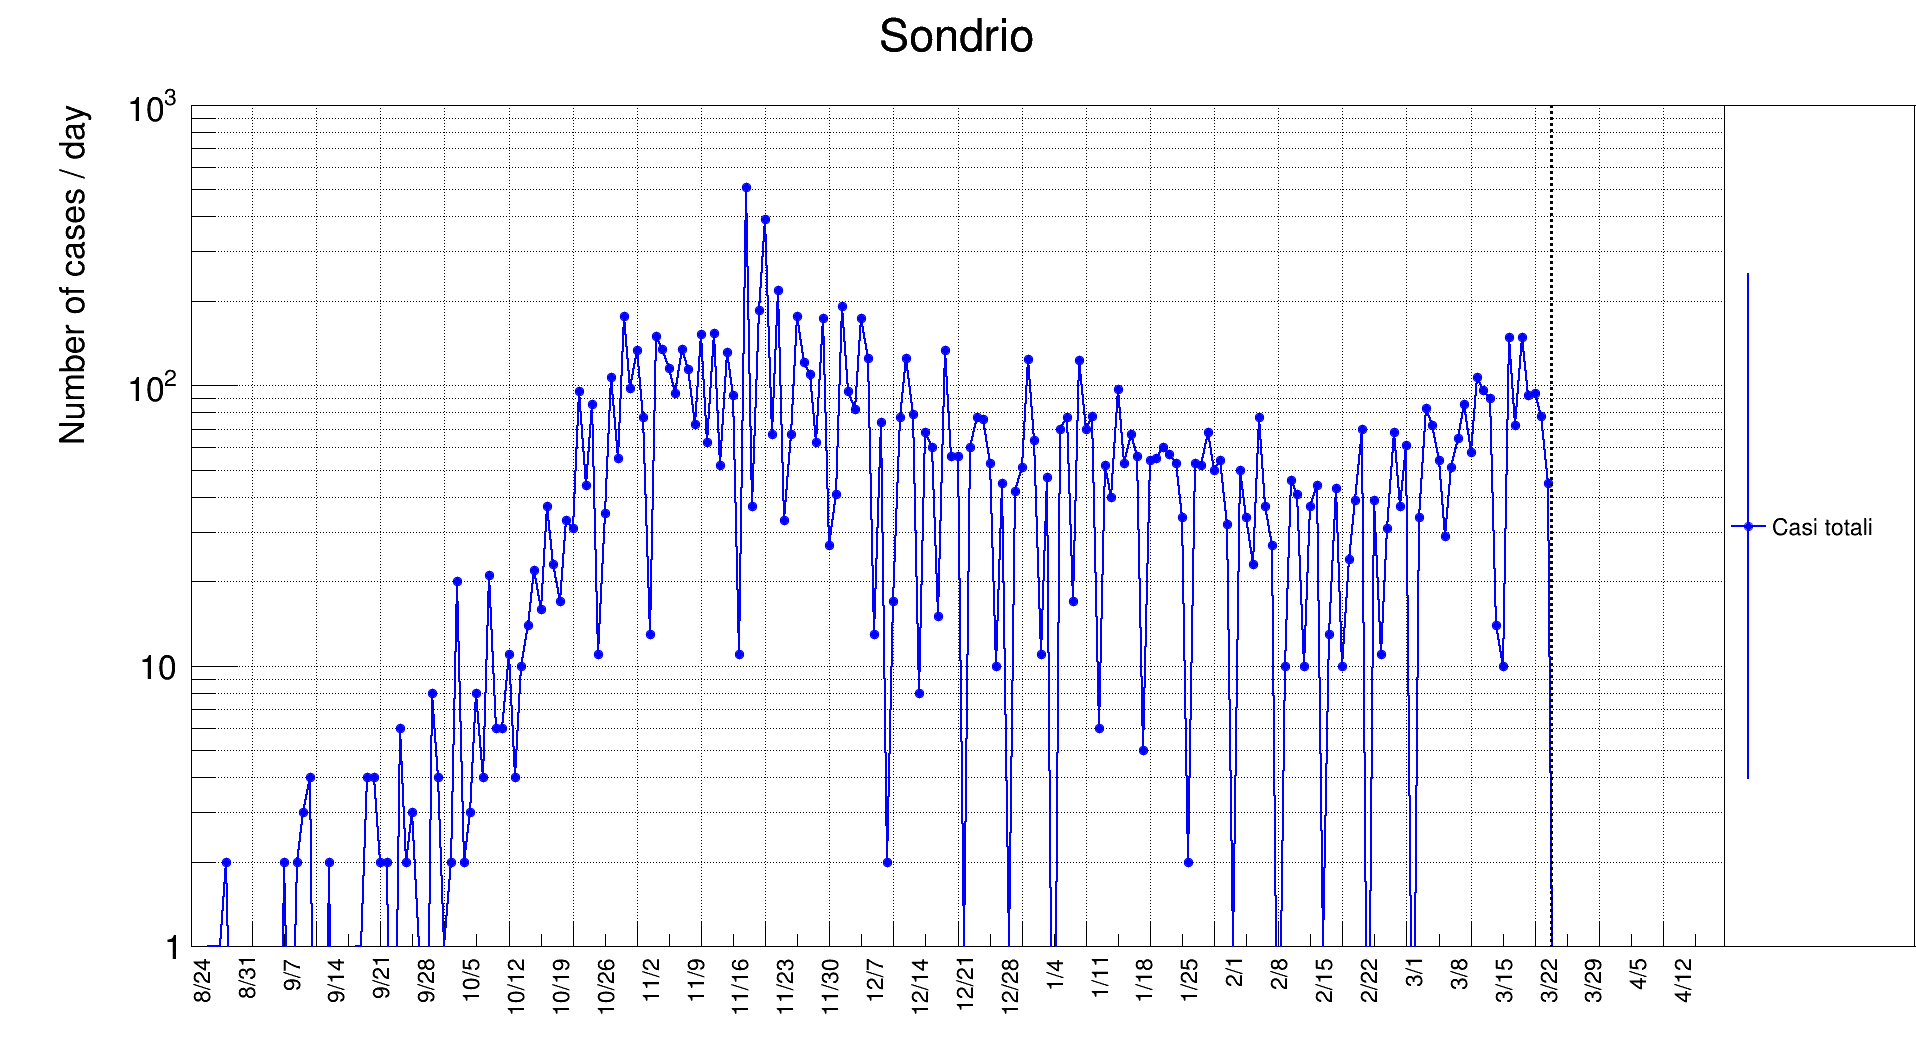 Sondrio
Number of cases / day
10³
10²
10
1
8/24 8/31 9/7 9/14 9/21 9/28 10/5 10/12 10/19 10/26 11/2 11/9 11/16 11/23 11/30 12/7 12/14 12/21 12/28 1/4 1/11 1/18 1/25 2/1 2/8 2/15 2/22 3/1 3/8 3/15 3/22 3/29 4/5 4/12
Casi totali